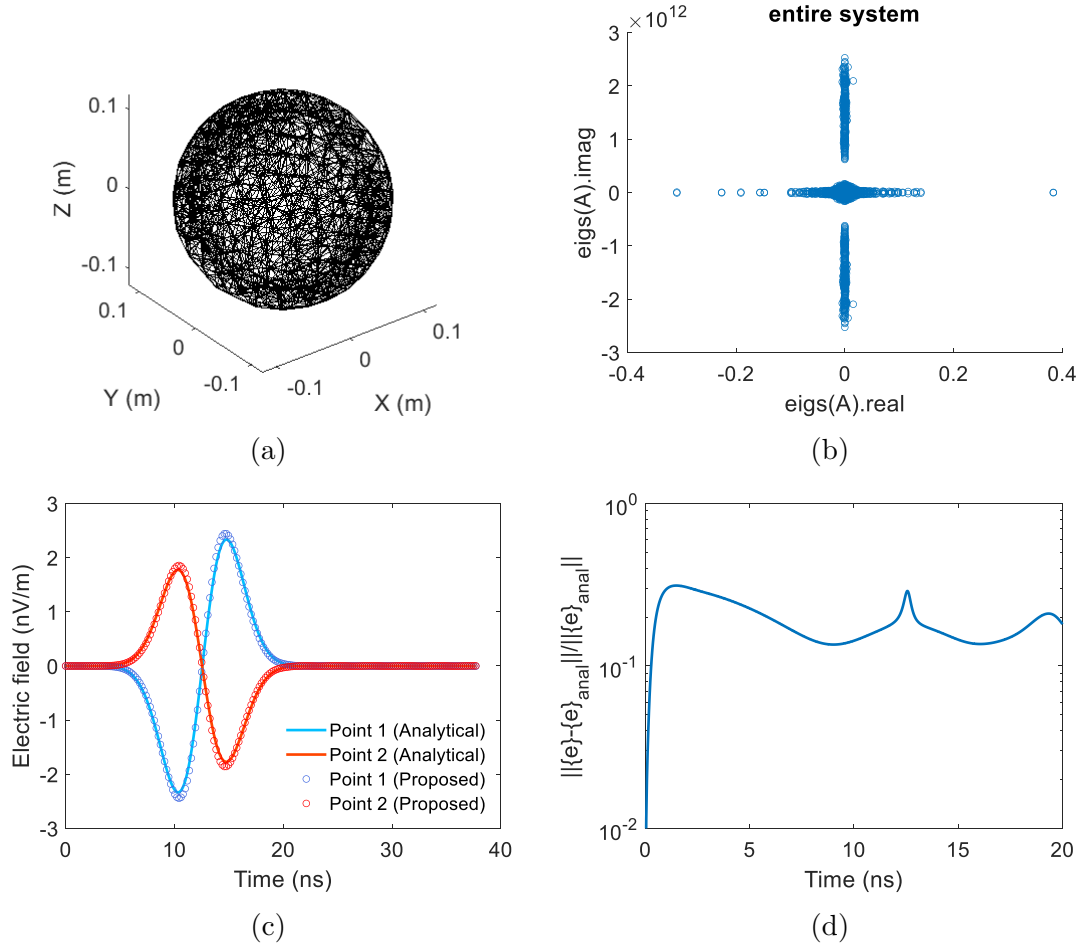 0.1
0
-0.1
Z (m)
0.1
0
-0.1
Y (m)
-0.1
0
0.1
X (m)
(a)
entire system
×10^12
3
2
1
0
-1
-2
-3
eigs(A).imag
-0.4 -0.2 0 0.2 0.4
eigs(A).real
(b)
3
2
1
0
-1
-2
-3
Electric field (nV/m)
Point 1 (Analytical)
Point 2 (Analytical)
Point 1 (Proposed)
Point 2 (Proposed)
0 10 20 30 40
Time (ns)
(c)
10^0
10^-1
10^-2
||{e}-{e}_anal||/||{e}_anal||
0 5 10 15 20
Time (ns)
(d)